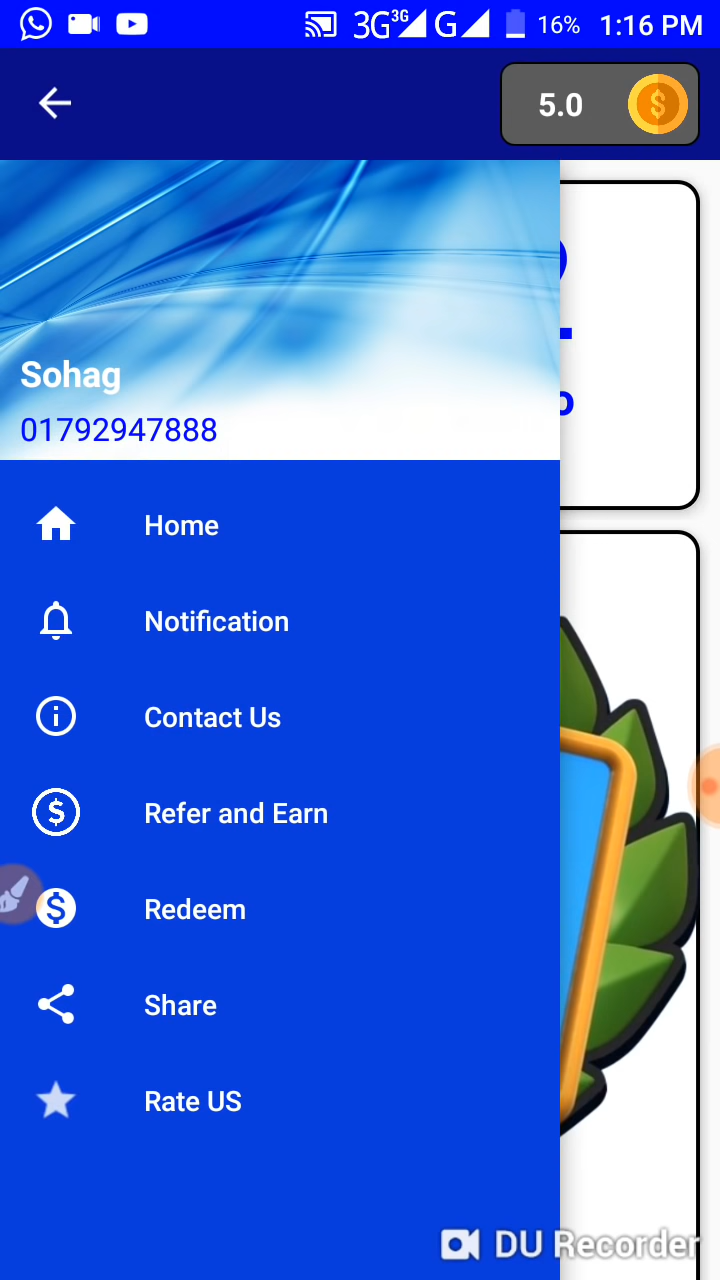 3G 3G G 16% 1:16 PM
5.0
Sohag
01792947888
Home
Notification
Contact Us
Refer and Earn
Redeem
Share
Rate US
DU Recorder